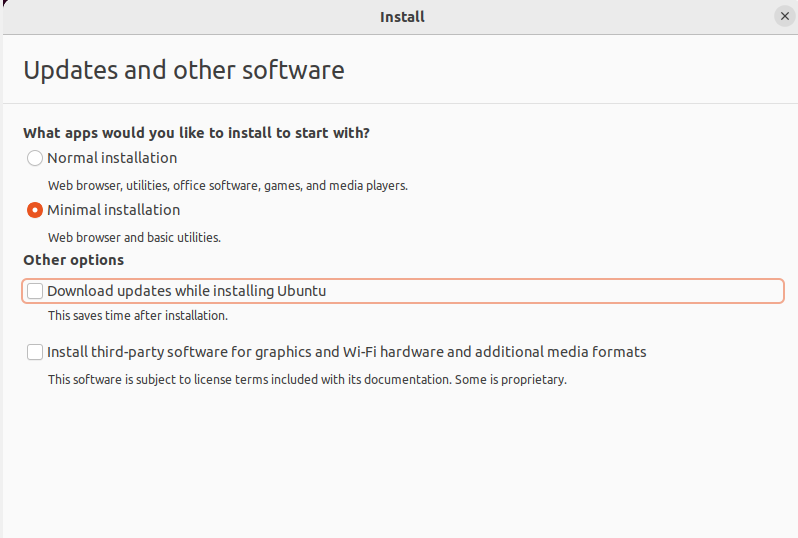 Install
Updates and other software
What apps would you like to install to start with?
Normal installation
Web browser, utilities, office software, games, and media players.
Minimal installation
Web browser and basic utilities.
Other options
Download updates while installing Ubuntu
This saves time after installation.
Install third-party software for graphics and Wi-Fi hardware and additional media formats
This software is subject to license terms included with its documentation. Some is proprietary.